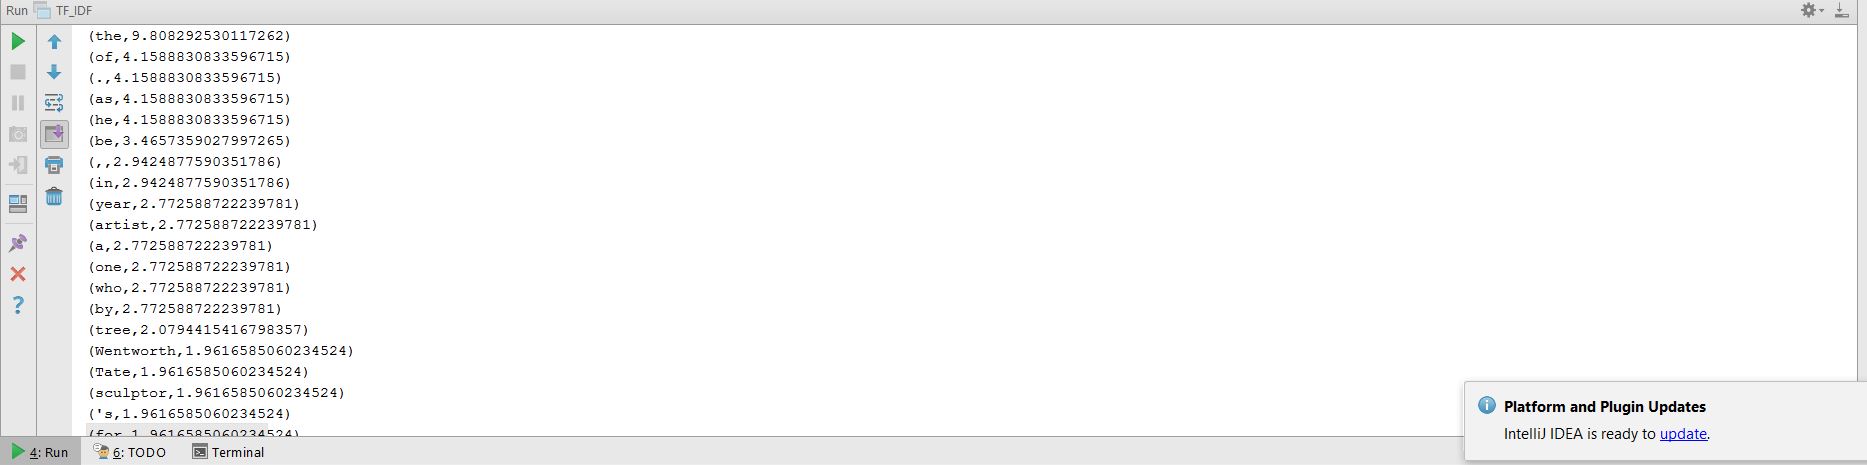 Run TF_IDF
(the,9.808292530117262)
(of,4.1588830833596715)
(.,4.1588830833596715)
(as,4.1588830833596715)
(he,4.1588830833596715)
(be,3.4657359027997265)
(,,2.9424877590351786)
(in,2.9424877590351786)
(year,2.772588722239781)
(artist,2.772588722239781)
(a,2.772588722239781)
(one,2.772588722239781)
(who,2.772588722239781)
(by,2.772588722239781)
(tree,2.0794415416798357)
(Wentworth,1.9616585060234524)
(Tate,1.9616585060234524)
(sculptor,1.9616585060234524)
('s,1.9616585060234524)
(for,1.9616585060234524)
Platform and Plugin Updates
IntelliJ IDEA is ready to update.
4: Run 6: TODO Terminal